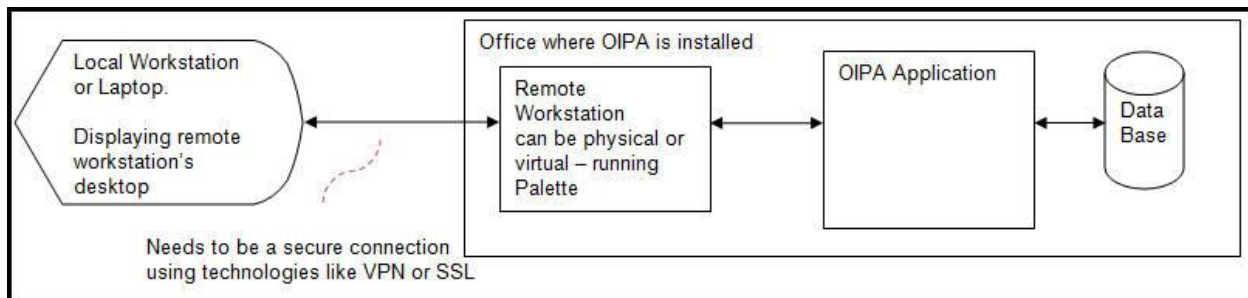 Local Workstation
or Laptop.
Displaying remote
workstation's
desktop
Needs to be a secure connection
using technologies like VPN or SSL
Office where OIPA is installed
Remote
Workstation
can be physical or
virtual – running
Palette
OIPA Application
Data
Base